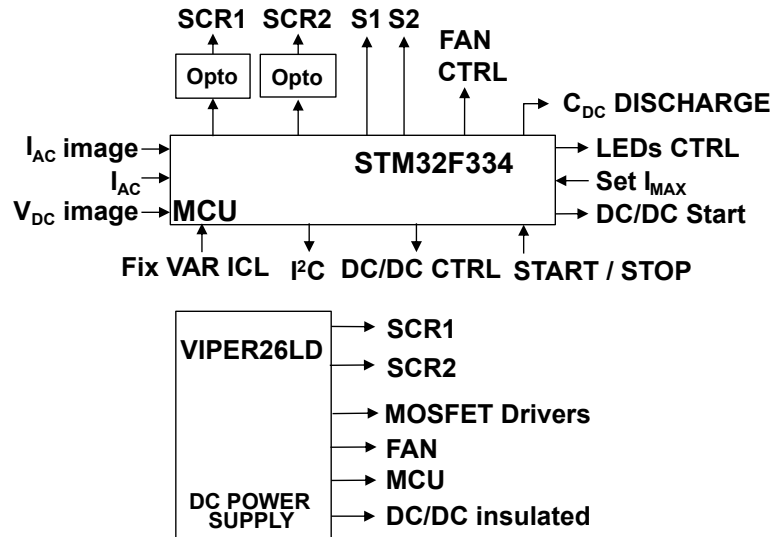 SCR1 SCR2 S1 S2
FAN
CTRL
Opto Opto
C_DC DISCHARGE
I_AC image
STM32F334
LEDs CTRL
I_AC
Set I_MAX
V_DC image
MCU
DC/DC Start
Fix VAR ICL I²C DC/DC CTRL START / STOP
VIPER26LD
SCR1
SCR2
MOSFET Drivers
FAN
MCU
DC POWER
SUPPLY
DC/DC insulated